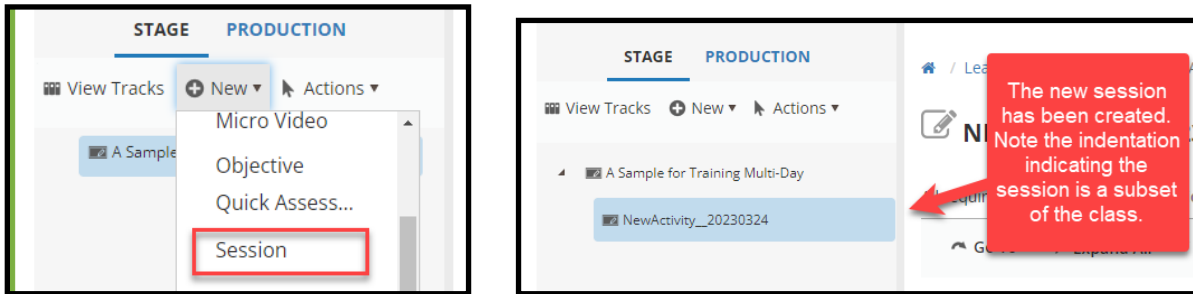 STAGE PRODUCTION
View Tracks New Actions
Micro Video
A Sample
Objective
Quick Assess...
Session
STAGE PRODUCTION
View Tracks New Actions
A Sample for Training Multi-Day
NewActivity__20230324
/ Lea
The new session
has been created.
Note the indentation
indicating the
session is a subset
of the class.